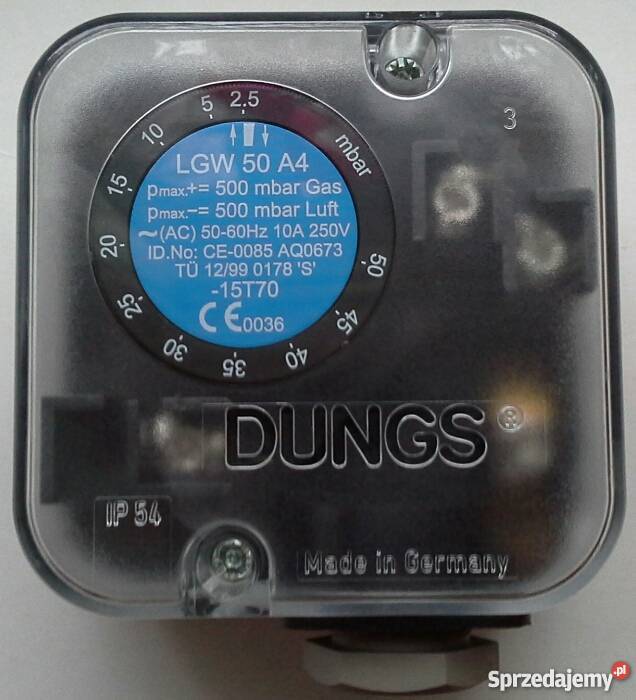 3
2.5
5
10
15
20
25
30
35
40
45
50
mbar
LGW 50 A4
pmax.+= 500 mbar Gas
pmax.-= 500 mbar Luft
~(AC) 50-60Hz 10A 250V
ID.No: CE-0085 AQ0673
TÜ 12/99 0178 'S'
-15T70
CE0036
DUNGS®
IP 54
Made in Germany
Sprzedajemy.pl